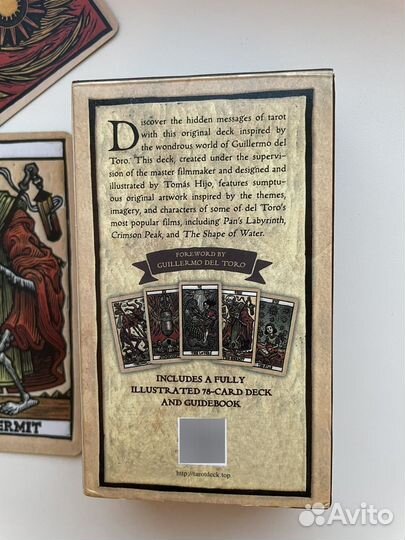 Discover the hidden messages of tarot
with this original deck inspired by
the wondrous world of Guillermo del
Toro. This deck, created under the supervi-
sion of the master filmmaker and designed and
illustrated by Tomás Hijo, features sumptu-
ous original artwork inspired by the themes,
imagery, and characters of some of del Toro's
most popular films, including Pan's Labyrinth,
Crimson Peak, and The Shape of Water.
FOREWORD BY
GUILLERMO DEL TORO
INCLUDES A FULLY
ILLUSTRATED 78-CARD DECK
AND GUIDEBOOK
http://tarotdeck.top
ERMIT
Avito